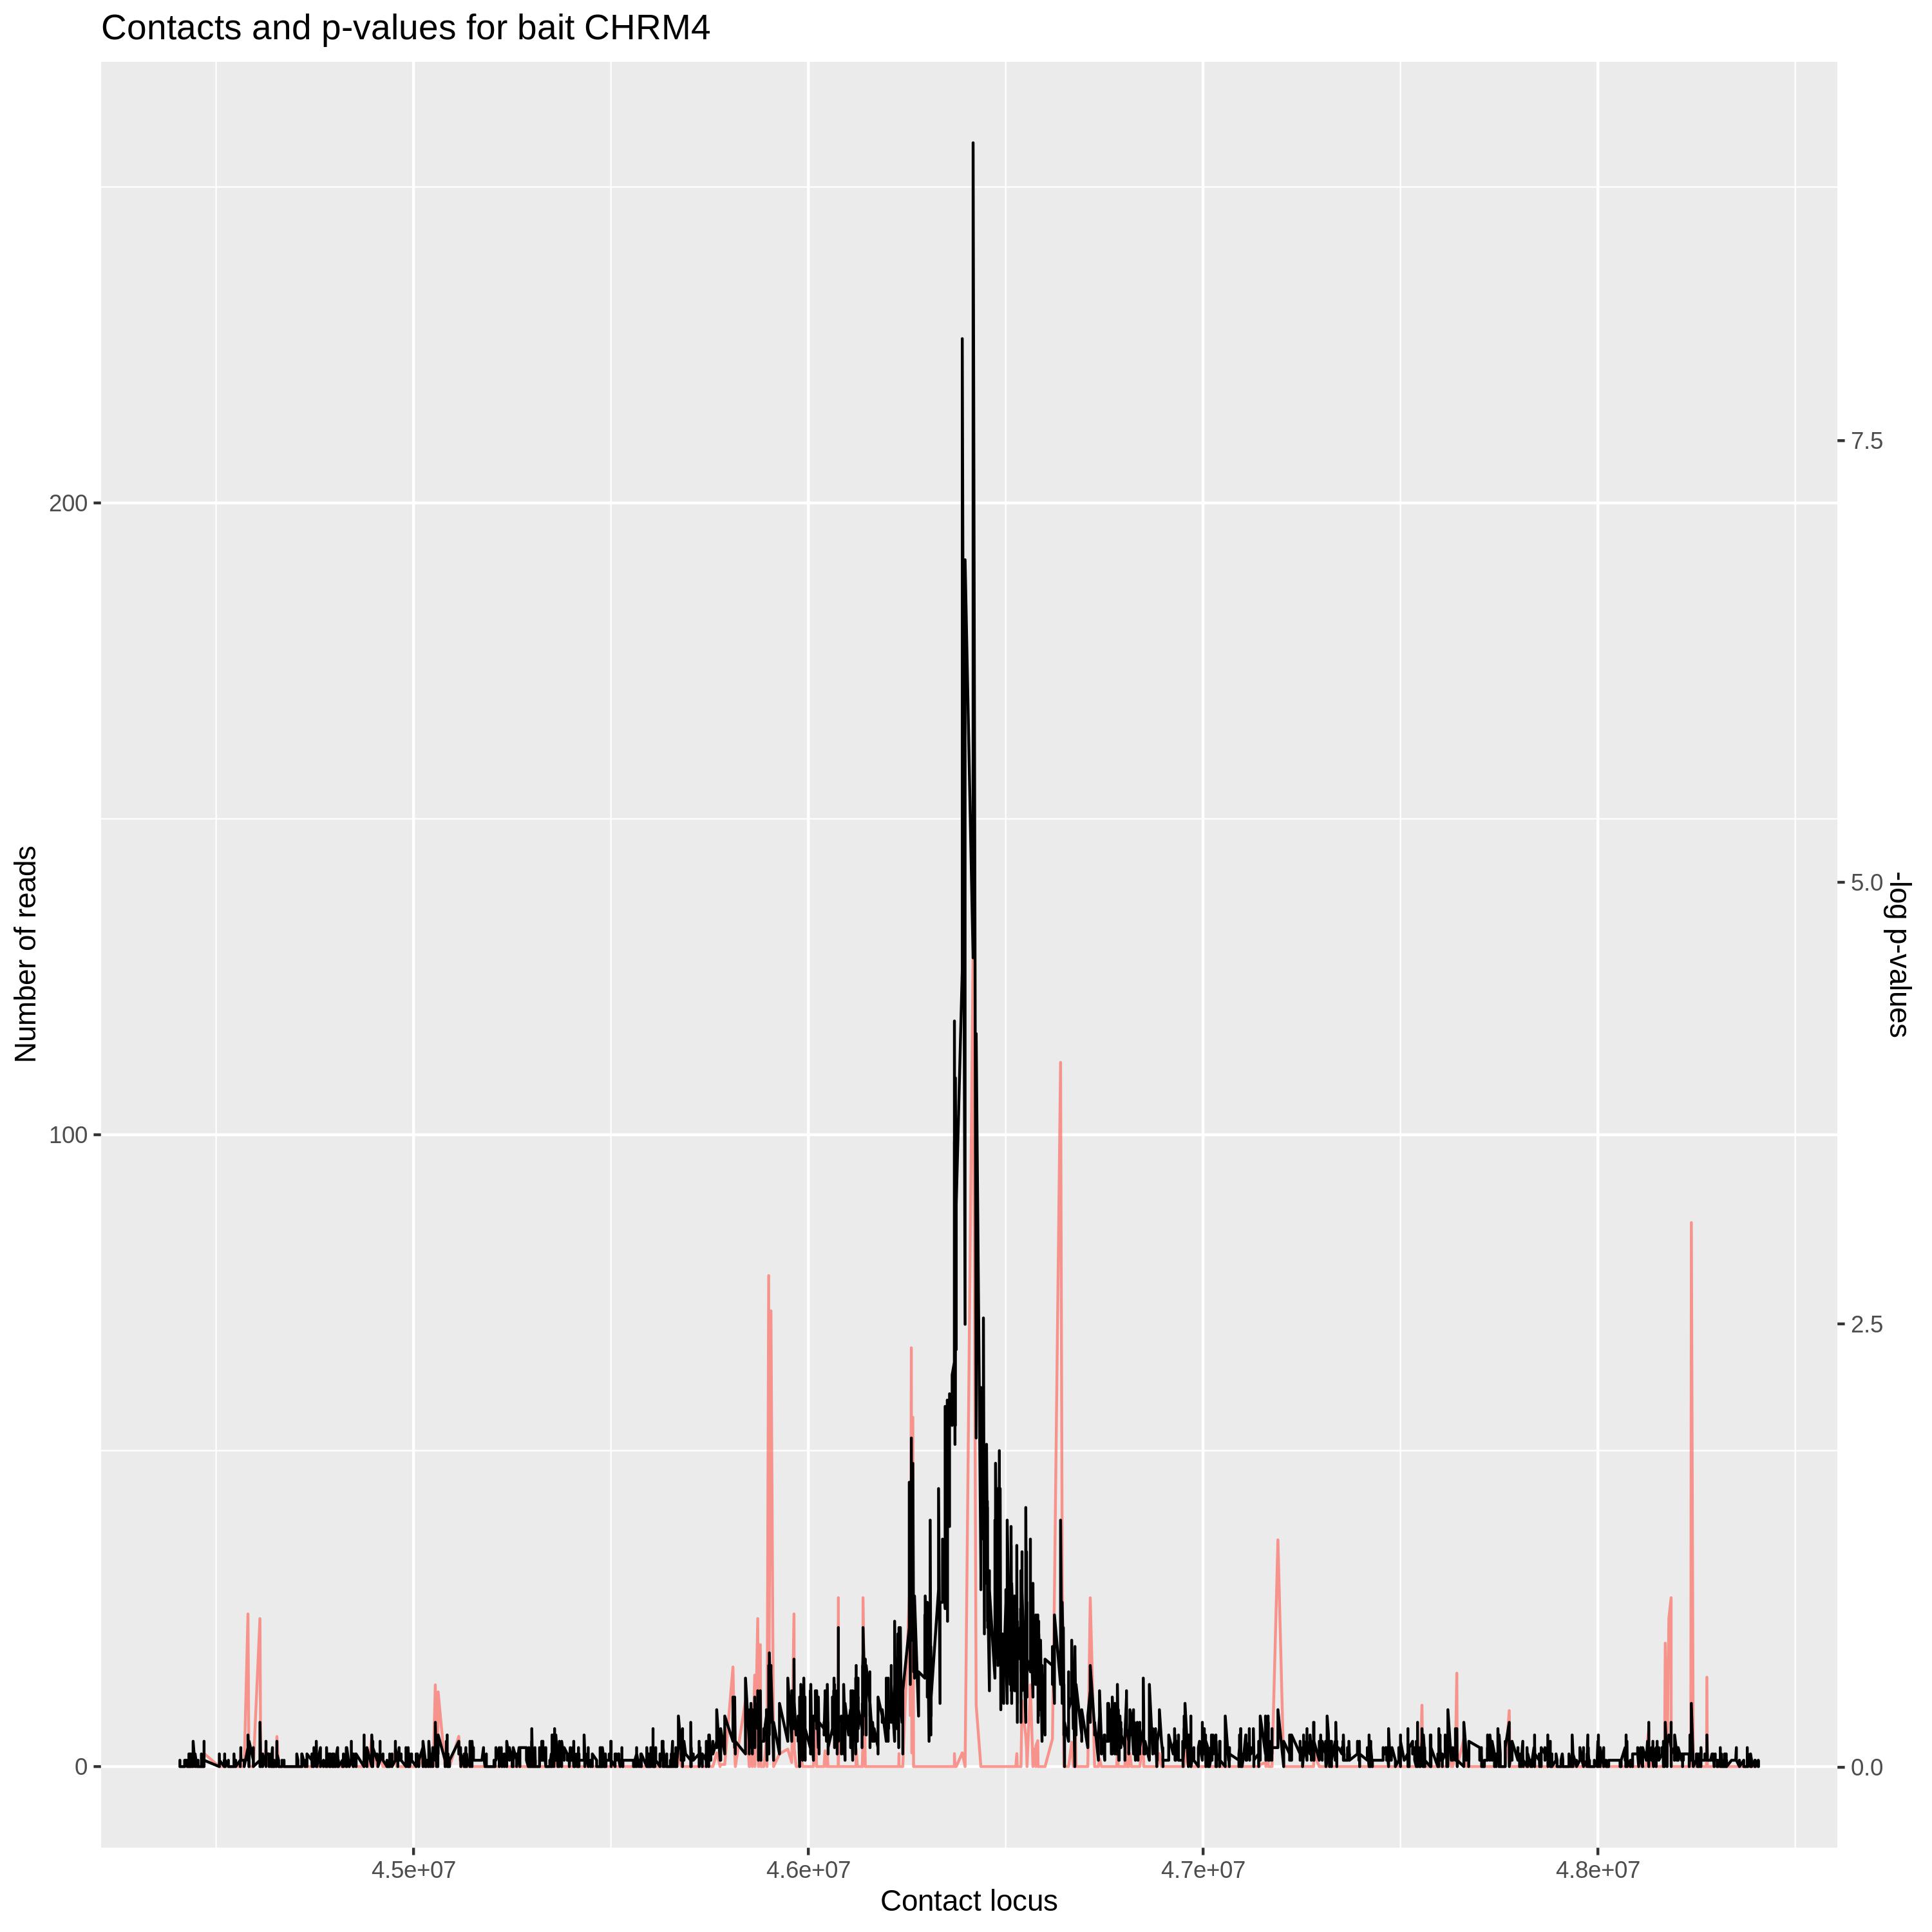 Contacts and p-values for bait CHRM4
Number of reads
200
100
0
7.5
5.0
2.5
0.0
-log p-values
4.5e+07
4.6e+07
4.7e+07
4.8e+07
Contact locus